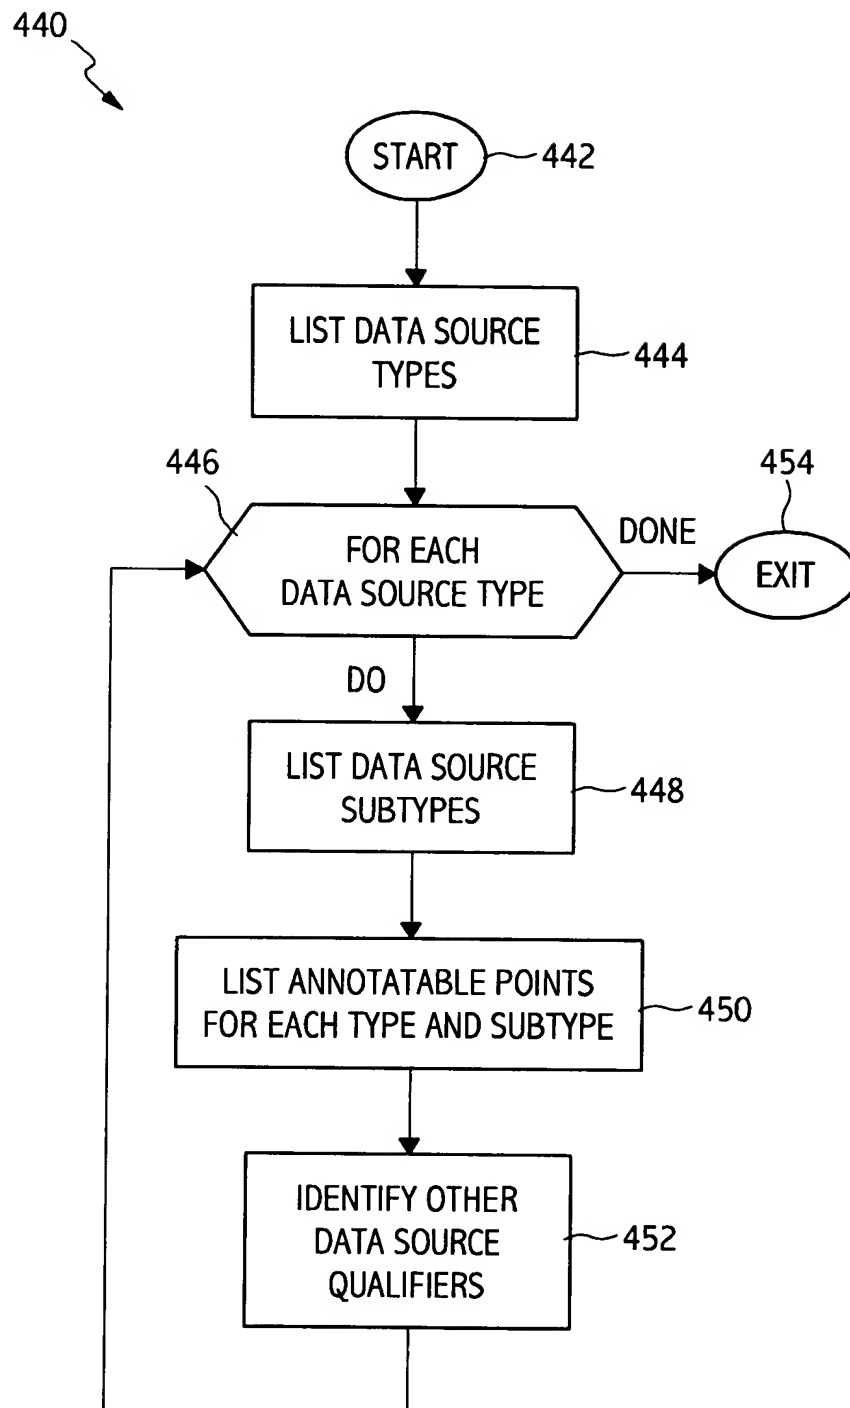 440
START
442
LIST DATA SOURCE
TYPES
444
446
454
FOR EACH
DATA SOURCE TYPE
DONE
EXIT
DO
LIST DATA SOURCE
SUBTYPES
448
LIST ANNOTATABLE POINTS
FOR EACH TYPE AND SUBTYPE
450
IDENTIFY OTHER
DATA SOURCE
QUALIFIERS
452